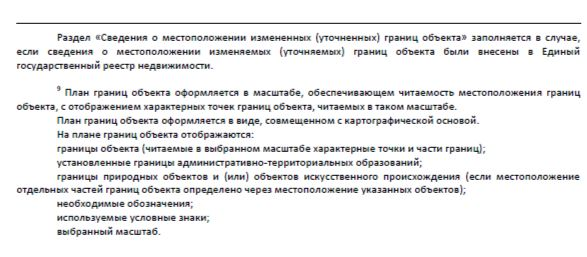 Раздел «Сведения о местоположении измененных (уточненных) границ объекта» заполняется в случае,
если сведения о местоположении изменяемых (уточняемых) границ объекта были внесены в Единый
государственный реестр недвижимости.
9 План границ объекта оформляется в масштабе, обеспечивающем читаемость местоположения границ
объекта, с отображением характерных точек границ объекта, читаемых в таком масштабе.
План границ объекта оформляется в виде, совмещенном с картографической основой.
На плане границ объекта отображаются:
границы объекта (читаемые в выбранном масштабе характерные точки и части границ);
установленные границы административно-территориальных образований;
границы природных объектов и (или) объектов искусственного происхождения (если местоположение
отдельных частей границ объекта определено через местоположение указанных объектов);
необходимые обозначения;
используемые условные знаки;
выбранный масштаб.